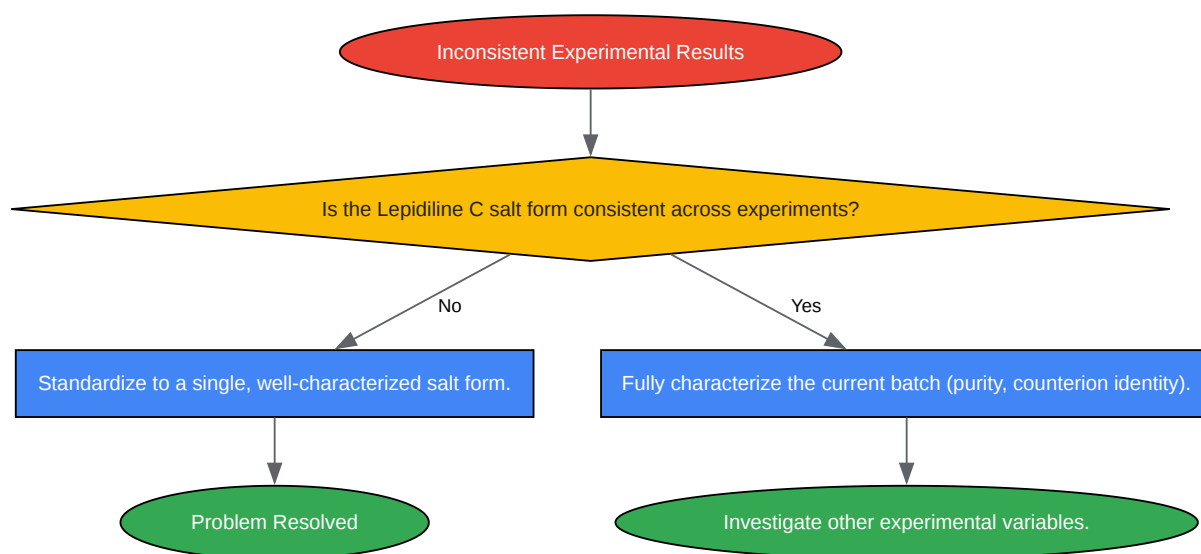 Inconsistent Experimental Results
Is the Lepidiline C salt form consistent across experiments?
No
Yes
Standardize to a single, well-characterized salt form.
Fully characterize the current batch (purity, counterion identity).
Problem Resolved
Investigate other experimental variables.